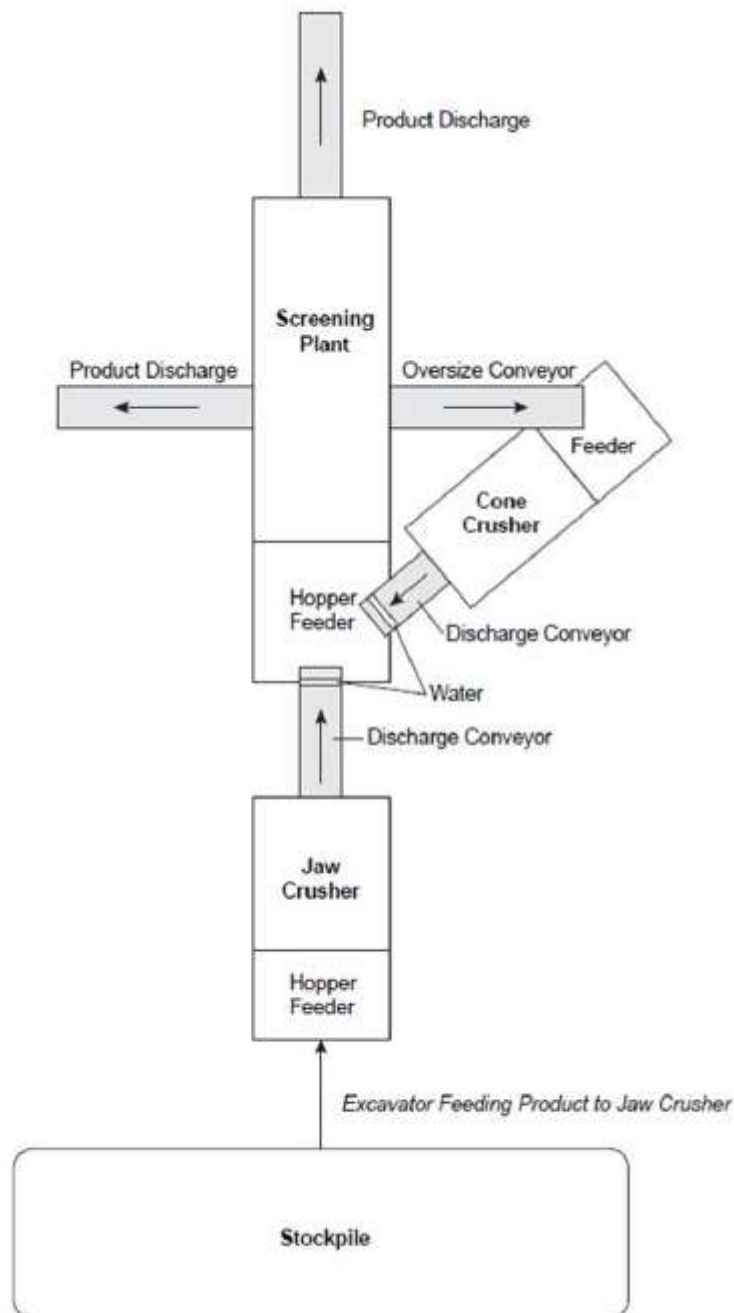 Product Discharge
Screening
Plant
Product Discharge
Oversize Conveyor
Feeder
Cone
Crusher
Hopper
Feeder
Discharge Conveyor
Water
Discharge Conveyor
Jaw
Crusher
Hopper
Feeder
Excavator Feeding Product to Jaw Crusher
Stockpile